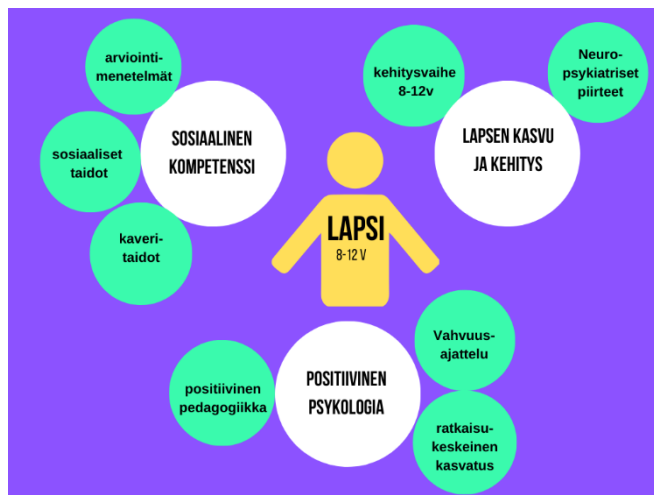 arviointi-
menetelmät
sosiaaliset
taidot
kaveri-
taidot
SOSIAALINEN
KOMPETENSSI
kehitysvaihe
8-12v
Neuro-
psykiatriset
piirteet
LAPSEN KASVU
JA KEHITYS
LAPSI
8-12 V
positiivinen
pedagogiikka
POSITIIVINEN
PSYKOLOGIA
Vahvuus-
ajattelu
ratkaisu-
keskeinen
kasvatus